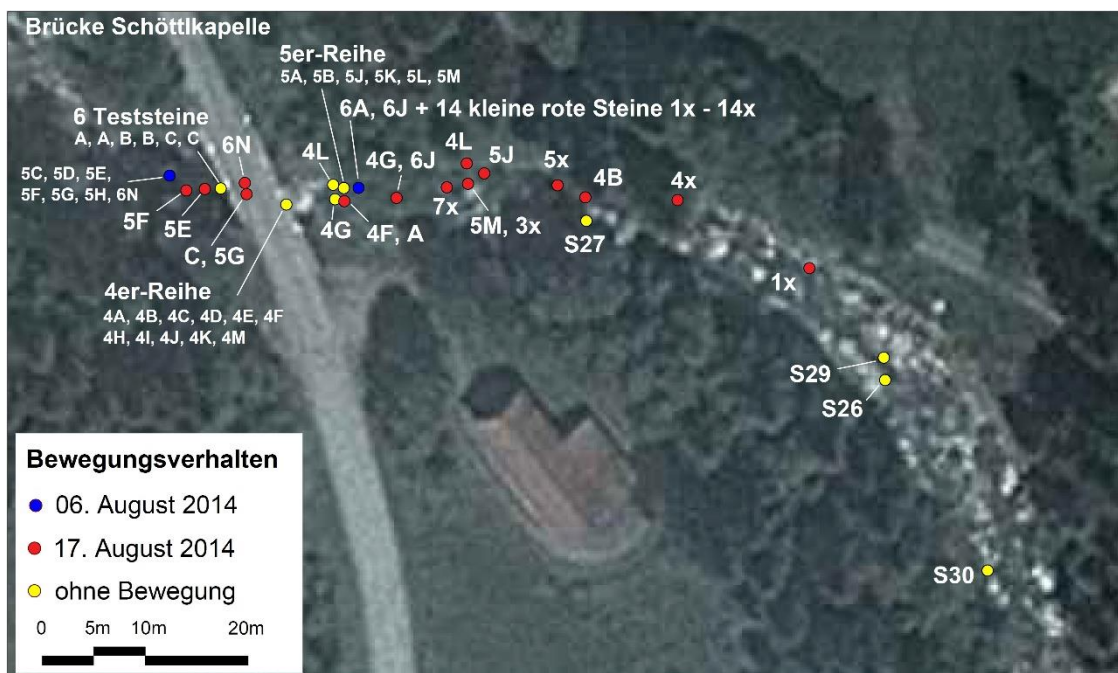 Brücke Schöttlkapelle
5er-Reihe
5A, 5B, 5J, 5K, 5L, 5M
6A, 6J + 14 kleine rote Steine 1x - 14x
6 Teststeine
A, A, B, B, C, C
6N
4L
4G, 6J
4L
5J
5x
4B
4x
5C, 5D, 5E,
5F, 5G, 5H, 6N
5F
5E
C, 5G
4G
4F, A
7x
5M, 3x
S27
4er-Reihe
4A, 4B, 4C, 4D, 4E, 4F
4H, 4I, 4J, 4K, 4M
1x
S29
S26
S30
Bewegungsverhalten
06. August 2014
17. August 2014
ohne Bewegung
0 5m 10m 20m